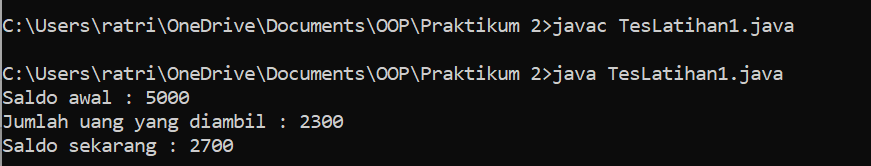 C:\Users\ratri\OneDrive\Documents\OOP\Praktikum 2>javac TesLatihan1.java
C:\Users\ratri\OneDrive\Documents\OOP\Praktikum 2>java TesLatihan1.java
Saldo awal : 5000
Jumlah uang yang diambil : 2300
Saldo sekarang : 2700